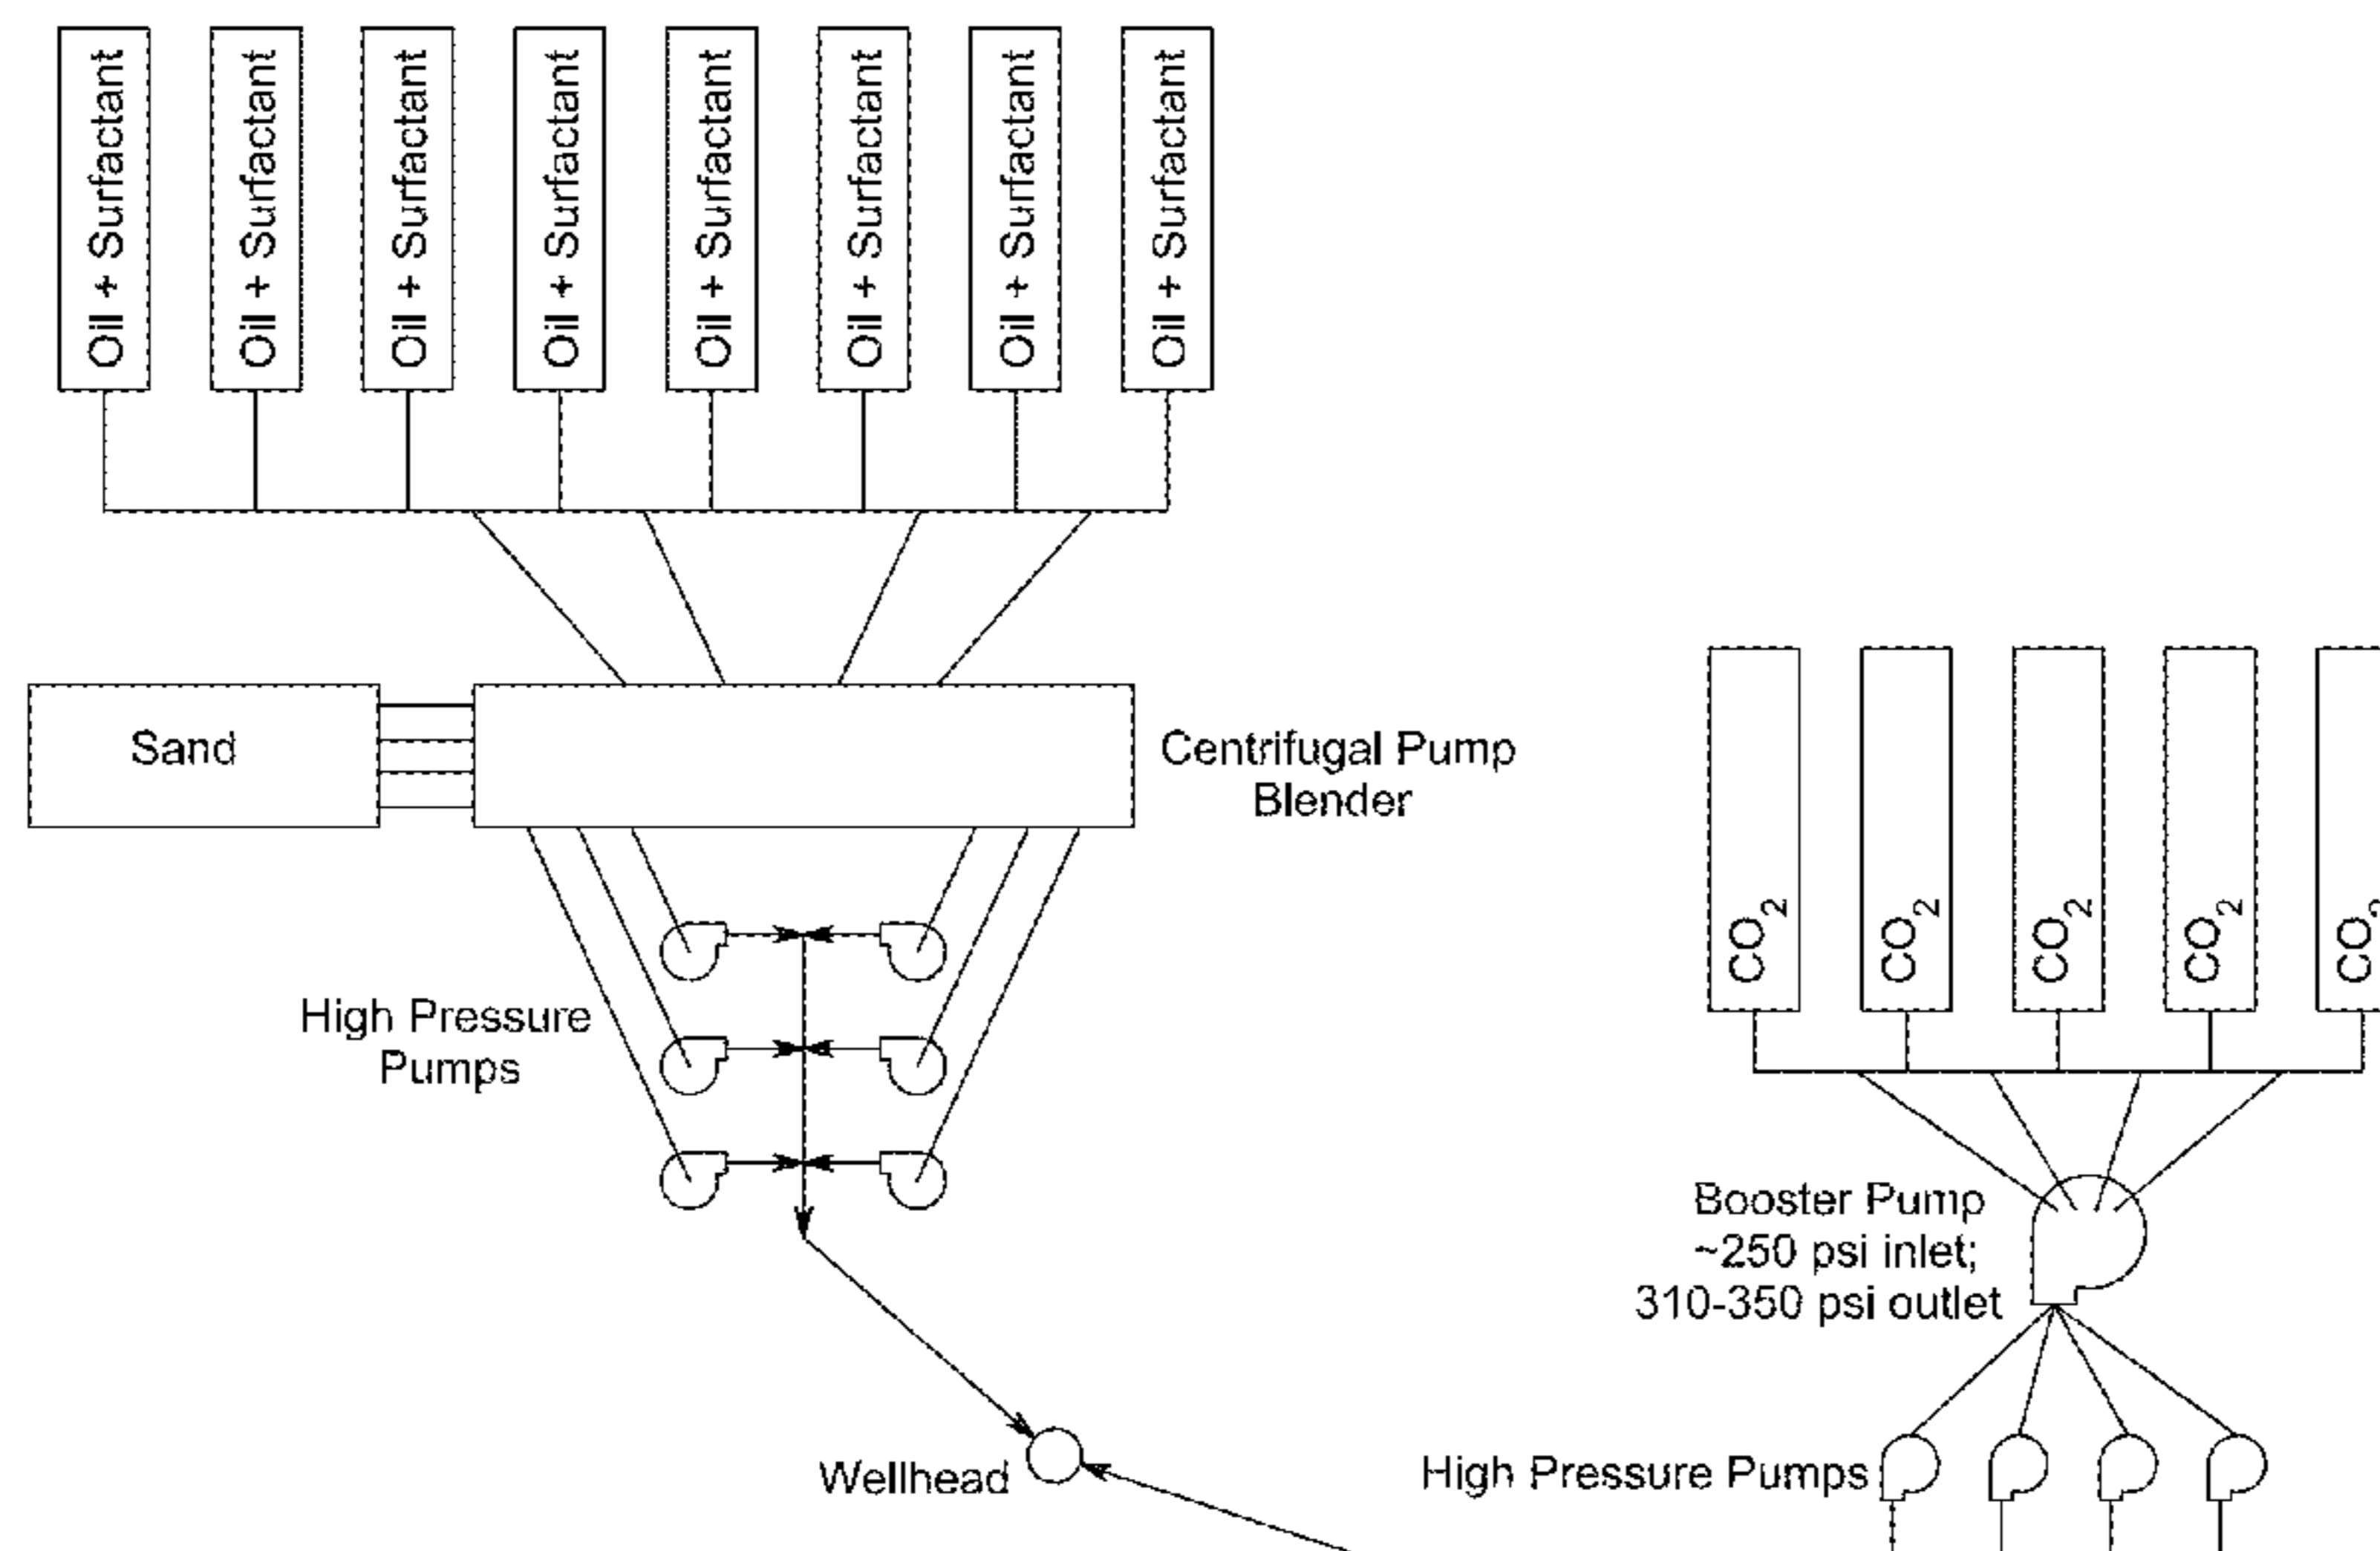 Oil + Surfactant
Oil + Surfactant
Oil + Surfactant
Oil + Surfactant
Oil + Surfactant
Oil + Surfactant
Oil + Surfactant
Oil + Surfactant
Sand
Centrifugal Pump
Blender
CO2
CO2
CO2
CO2
CO2
High Pressure
Pumps
Booster Pump
~250 psi inlet;
310-350 psi outlet
Wellhead
High Pressure Pumps